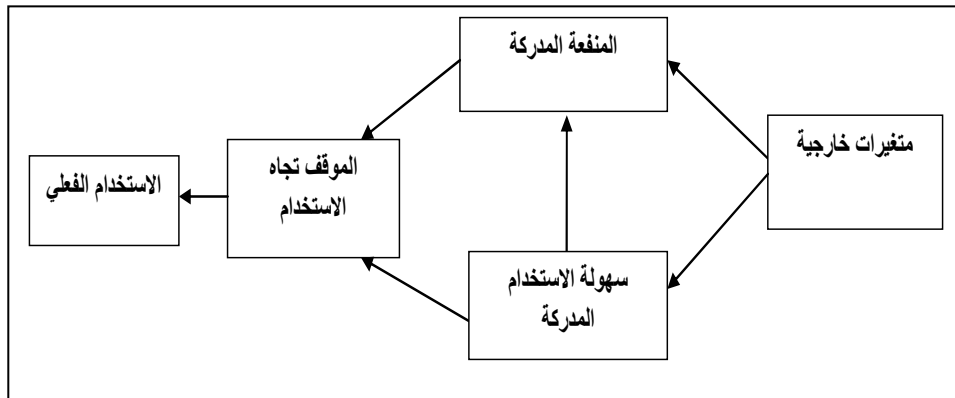 المنفعة المدركة
متغيرات خارجية
الموقف تجاه
الاستخدام
الاستخدام الفعلي
سهولة الاستخدام
المدركة